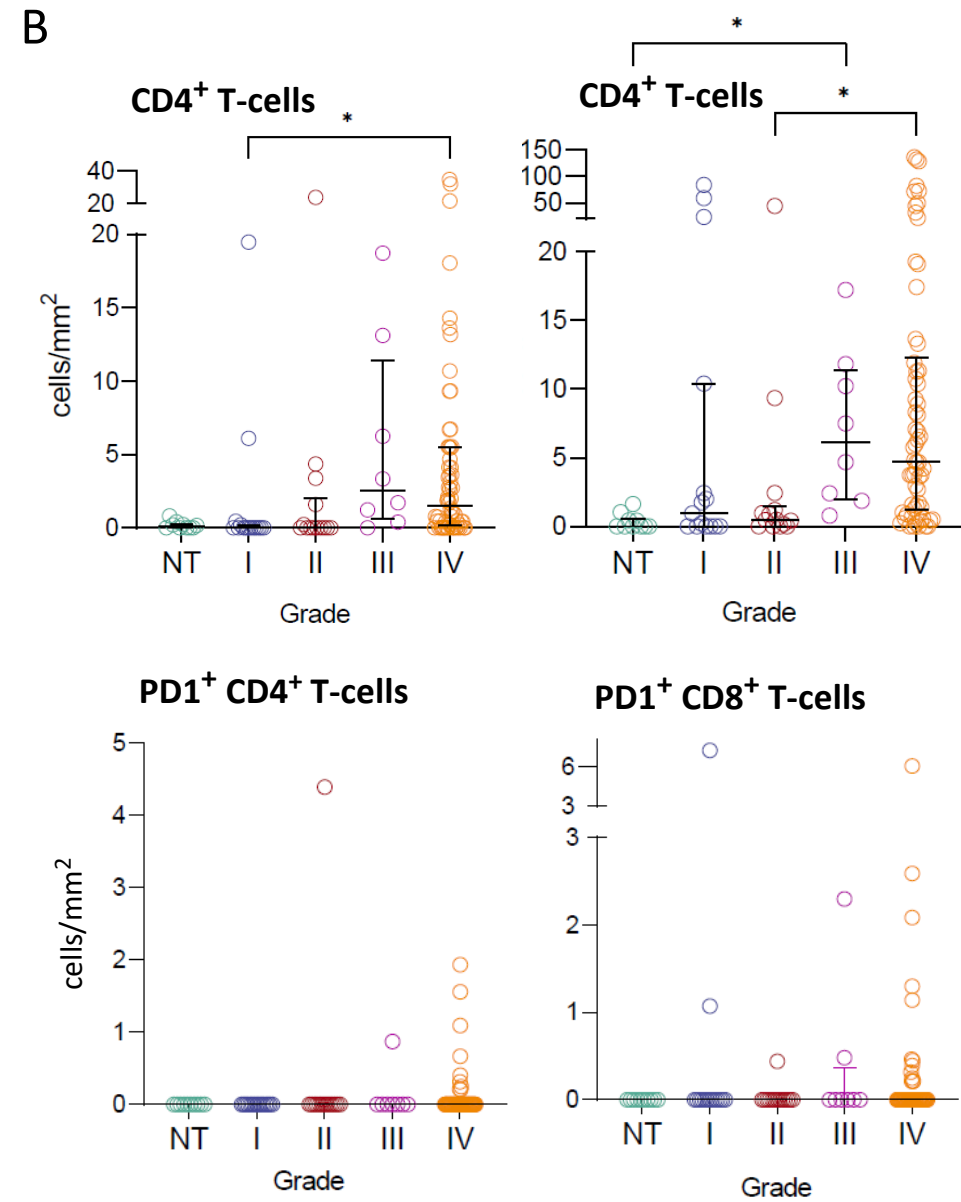 B
CD4⁺ T-cells
*
40
20
20
15
10
5
0
cells/mm²
NT I II III IV
Grade
*
CD4⁺ T-cells
*
150
100
50
20
15
10
5
0
NT I II III IV
Grade
PD1⁺ CD4⁺ T-cells
5
4
3
2
1
0
cells/mm²
NT I II III IV
Grade
PD1⁺ CD8⁺ T-cells
6
3
3
2
1
0
NT I II III IV
Grade